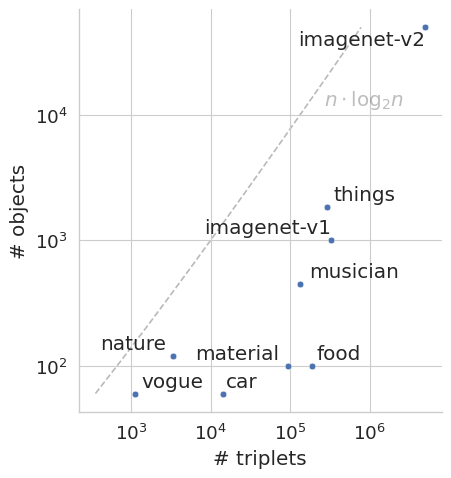 imagenet-v2
n · log₂n
10⁴
things
imagenet-v1
10³
musician
nature
material
food
10²
vogue
car
10³ 10⁴ 10⁵ 10⁶
# triplets
# objects